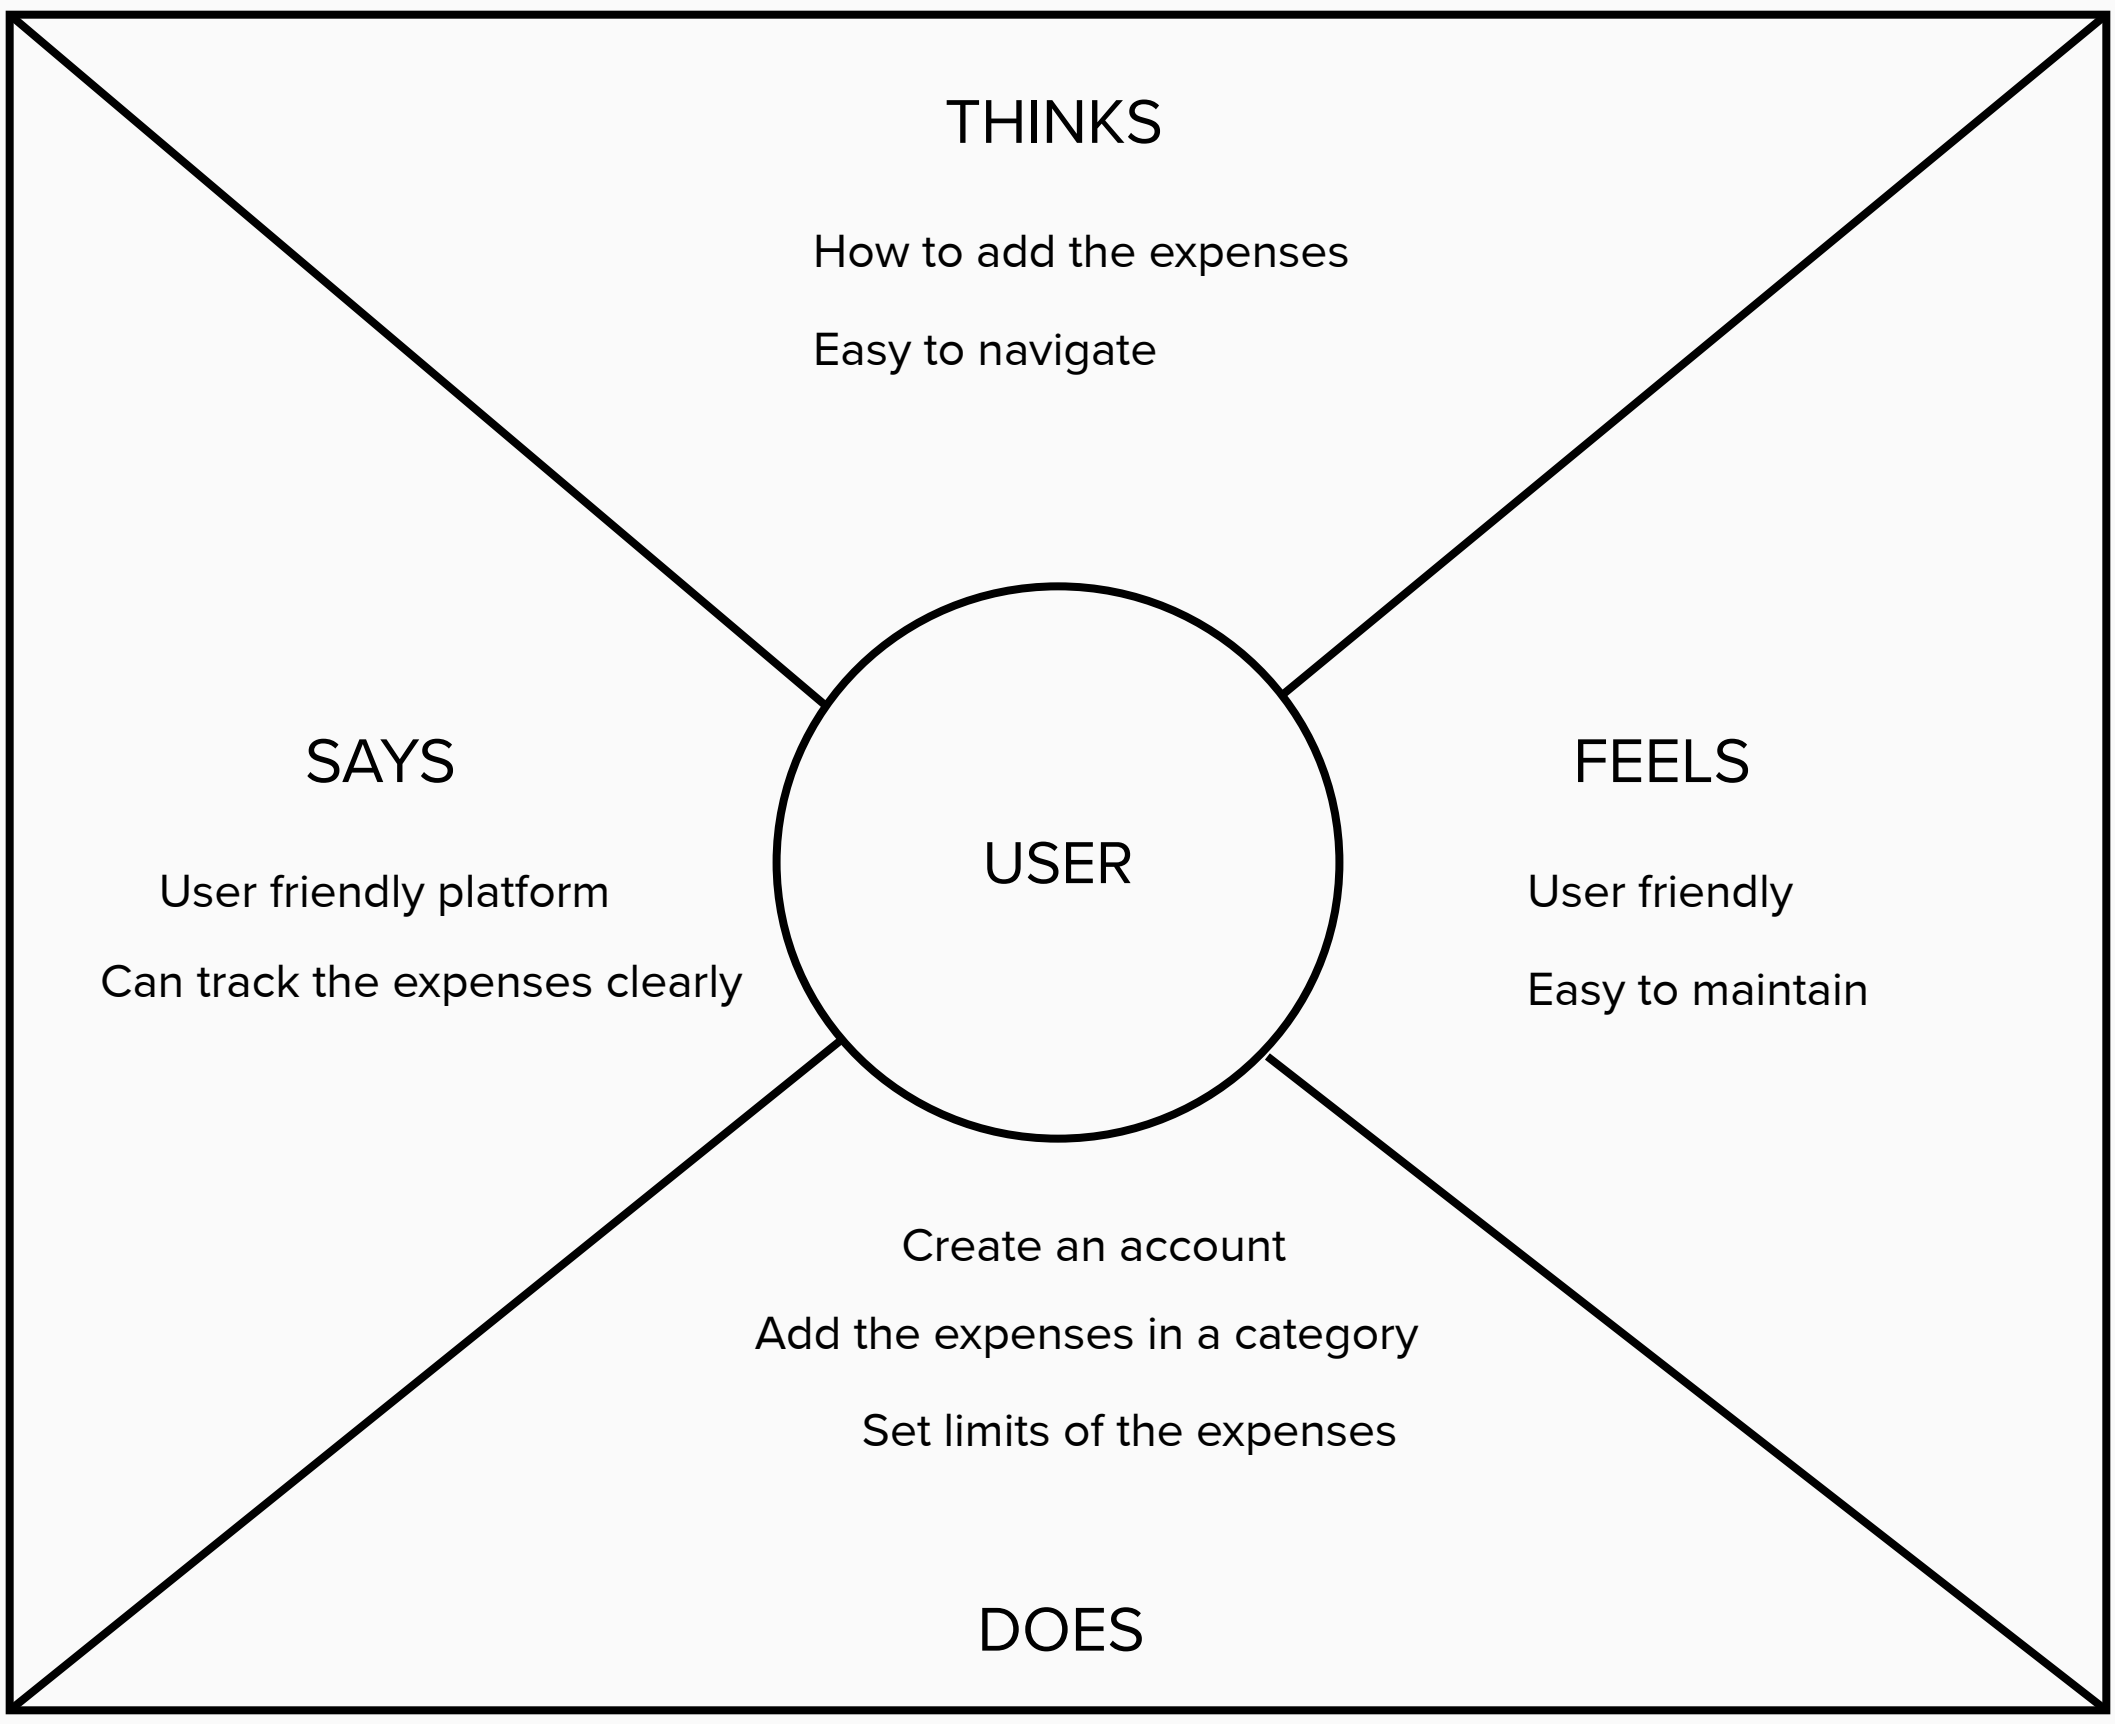 THINKS
How to add the expenses
Easy to navigate
SAYS
User friendly platform
Can track the expenses clearly
USER
FEELS
User friendly
Easy to maintain
Create an account
Add the expenses in a category
Set limits of the expenses
DOES